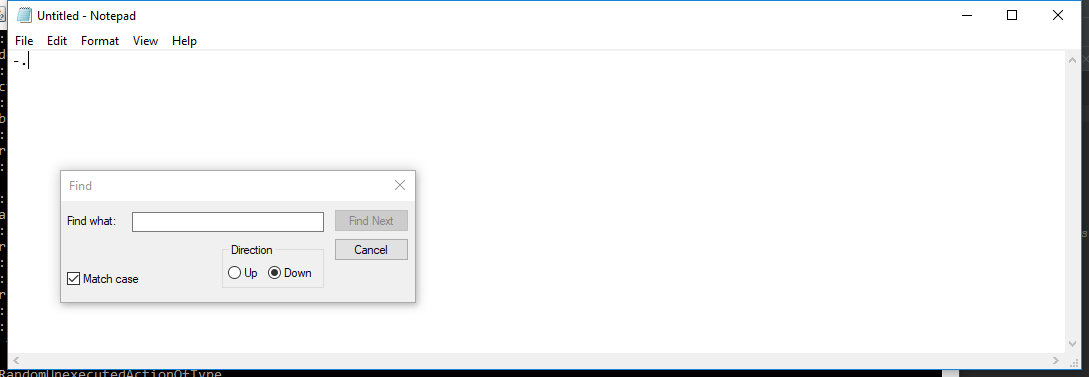 Untitled - Notepad
File Edit Format View Help
-.
Find
Find what:
Find Next
Direction
Cancel
Up Down
Match case
RandomUnexecutedActionOfType